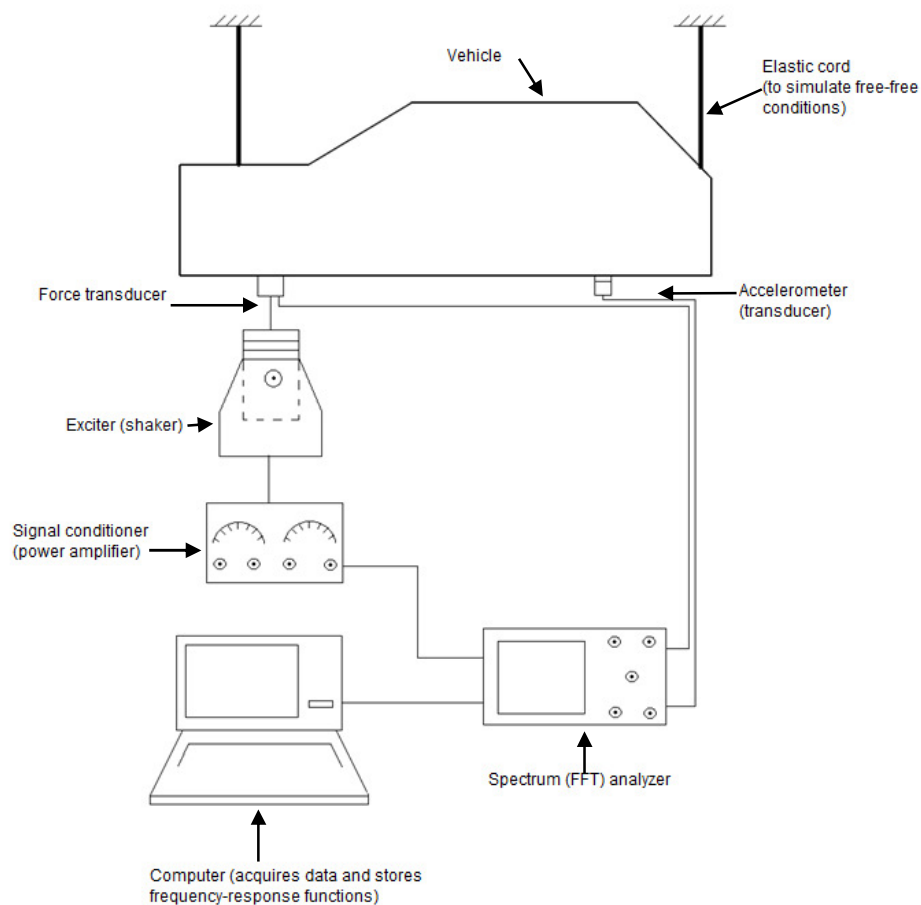 Vehicle
Elastic cord
(to simulate free-free
conditions)
Force transducer
Accelerometer
(transducer)
Exciter (shaker)
Signal conditioner
(power amplifier)
Spectrum (FFT) analyzer
Computer (acquires data and stores
frequency-response functions)